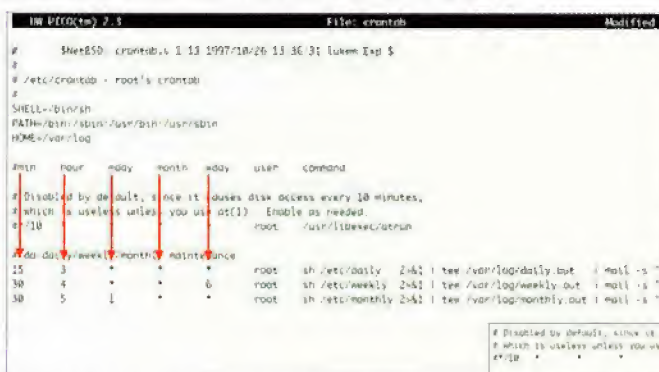 UW PICO(tm) 2.3 File: crontab Modified
# $NetBSD: crontab,v 1.13 1997/10/26 13:36:31 lukem Exp $
#
# /etc/crontab - root's crontab
#
SHELL=/bin/sh
PATH=/bin:/sbin:/usr/bin:/usr/sbin
HOME=/var/log
#min hour mday month wday user command
# Disabled by default, since it causes disk access every 10 minutes,
# which is useless unless you use at(1) Enable as needed.
#*/10 * * * * root /usr/libexec/atrun
# do daily/weekly/monthly maintenance
15 3 * * * root sh /etc/daily 2>&1 | tee /var/log/daily.out | mail -s "
30 4 * * 6 root sh /etc/weekly 2>&1 | tee /var/log/weekly.out | mail -s "
30 5 1 * * root sh /etc/monthly 2>&1 | tee /var/log/monthly.out | mail -s "
# Disabled by default, since it
# which is useless unless you us
#*/10 * * *